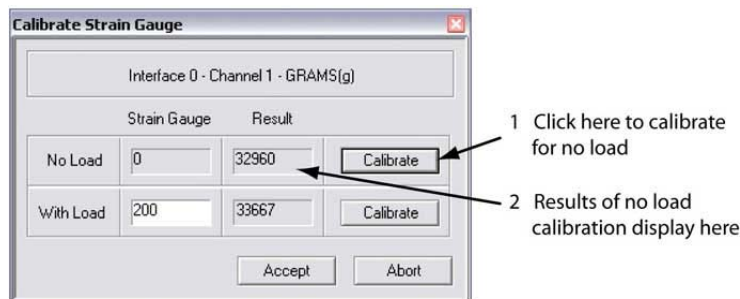 Calibrate Strain Gauge
Interface 0 - Channel 1 - GRAMS(g)
Strain Gauge Result
No Load 0 32960 Calibrate
With Load 200 33667 Calibrate
Accept Abort
1 Click here to calibrate
for no load
2 Results of no load
calibration display here